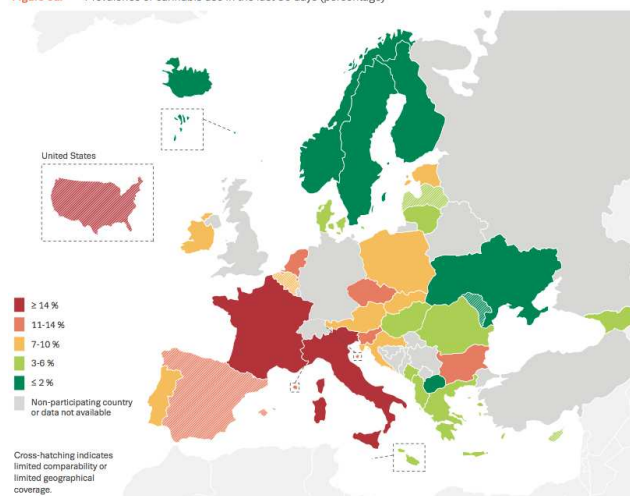 United States
≥ 14 %
11-14 %
7-10 %
3-6 %
≤ 2 %
Non-participating country
or data not available
Cross-hatching indicates
limited comparability or
limited geographical
coverage.